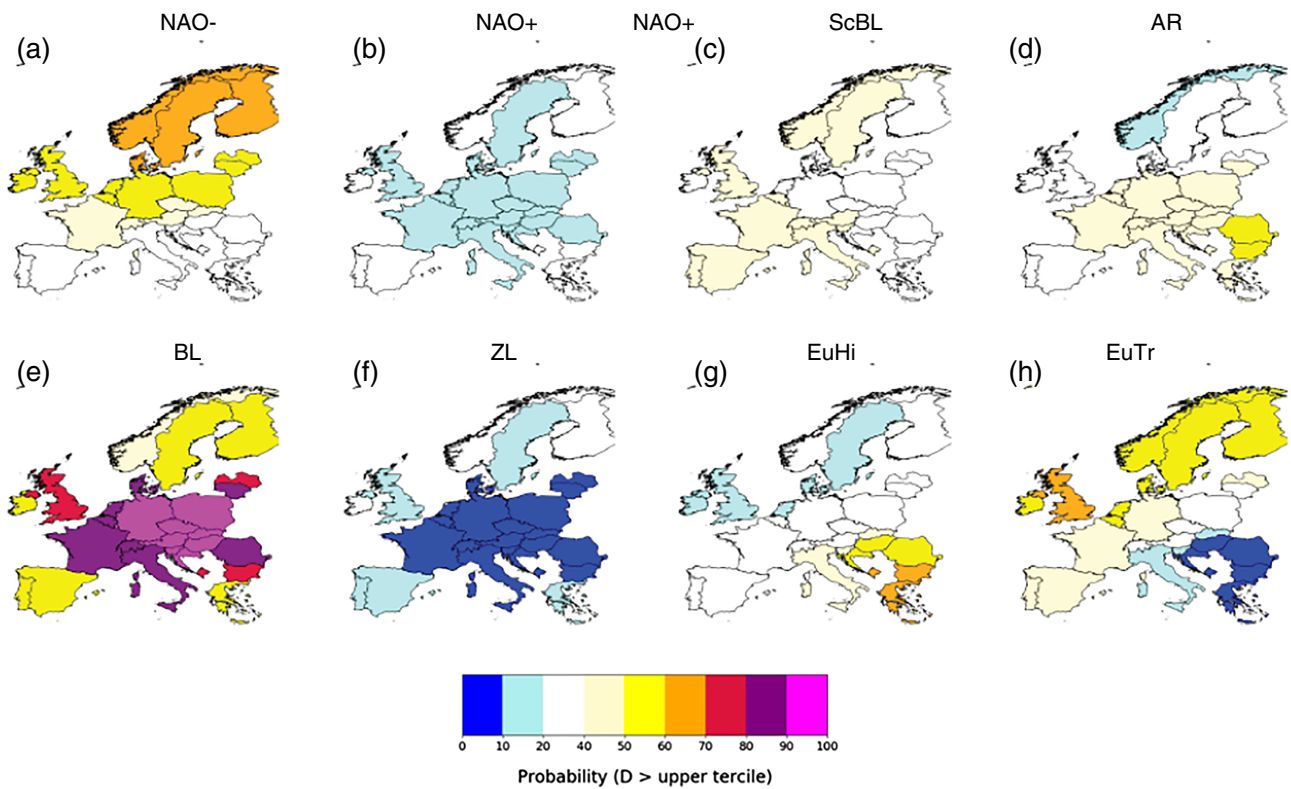 NAO- NAO+ NAO+ ScBL AR
(a) (b) (c) (d)
BL ZL EuHi EuTr
(e) (f) (g) (h)
0 10 20 40 50 60 70 80 90 100
Probability (D > upper tercile)